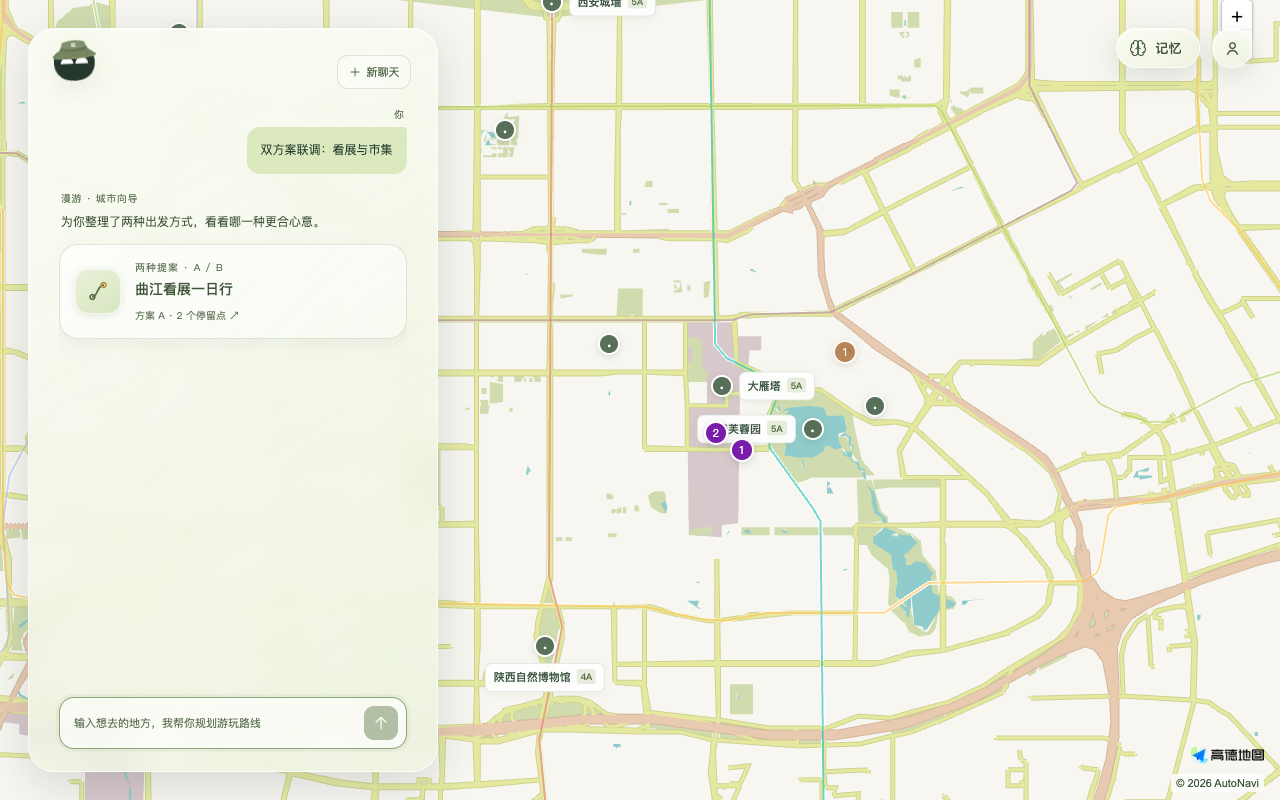 西安城墙 5A
+
记忆
+ 新聊天
你
双方案联调：看展与市集
漫游 · 城市向导
为你整理了两种出发方式，看看哪一种更合心意。
两种提案 · A / B
曲江看展一日行
方案 A · 2 个停留点 ↗
1
大雁塔 5A
芙蓉园 5A
2
1
陕西自然博物馆 4A
输入想去的地方，我帮你规划游玩路线
高德地图
© 2026 AutoNavi